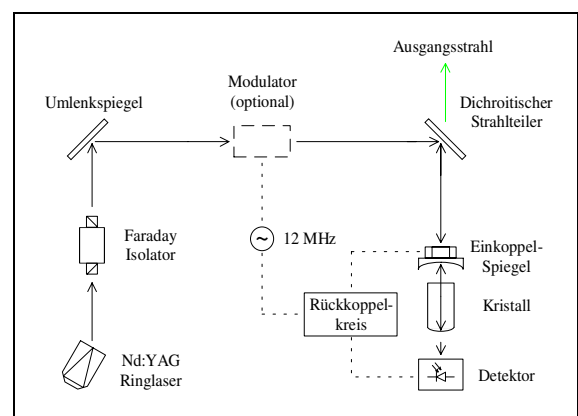 Ausgangsstrahl
Modulator
(optional)
Umlenkspiegel
Dichroitischer
Strahlteiler
Faraday
Isolator
~
12 MHz
Einkoppel-
Spiegel
Rückkoppel-
kreis
Kristall
Nd:YAG
Ringlaser
Detektor